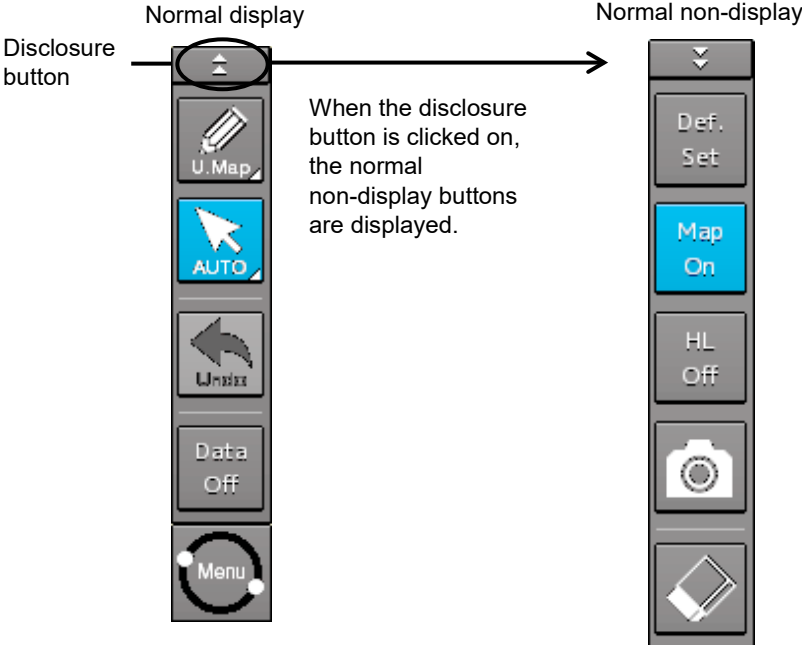 Normal display
Normal non-display
Disclosure
button
When the disclosure
button is clicked on,
the normal
non-display buttons
are displayed.
U.Map
AUTO
Undo
Data
Off
Menu
Def.
Set
Map
On
HL
Off